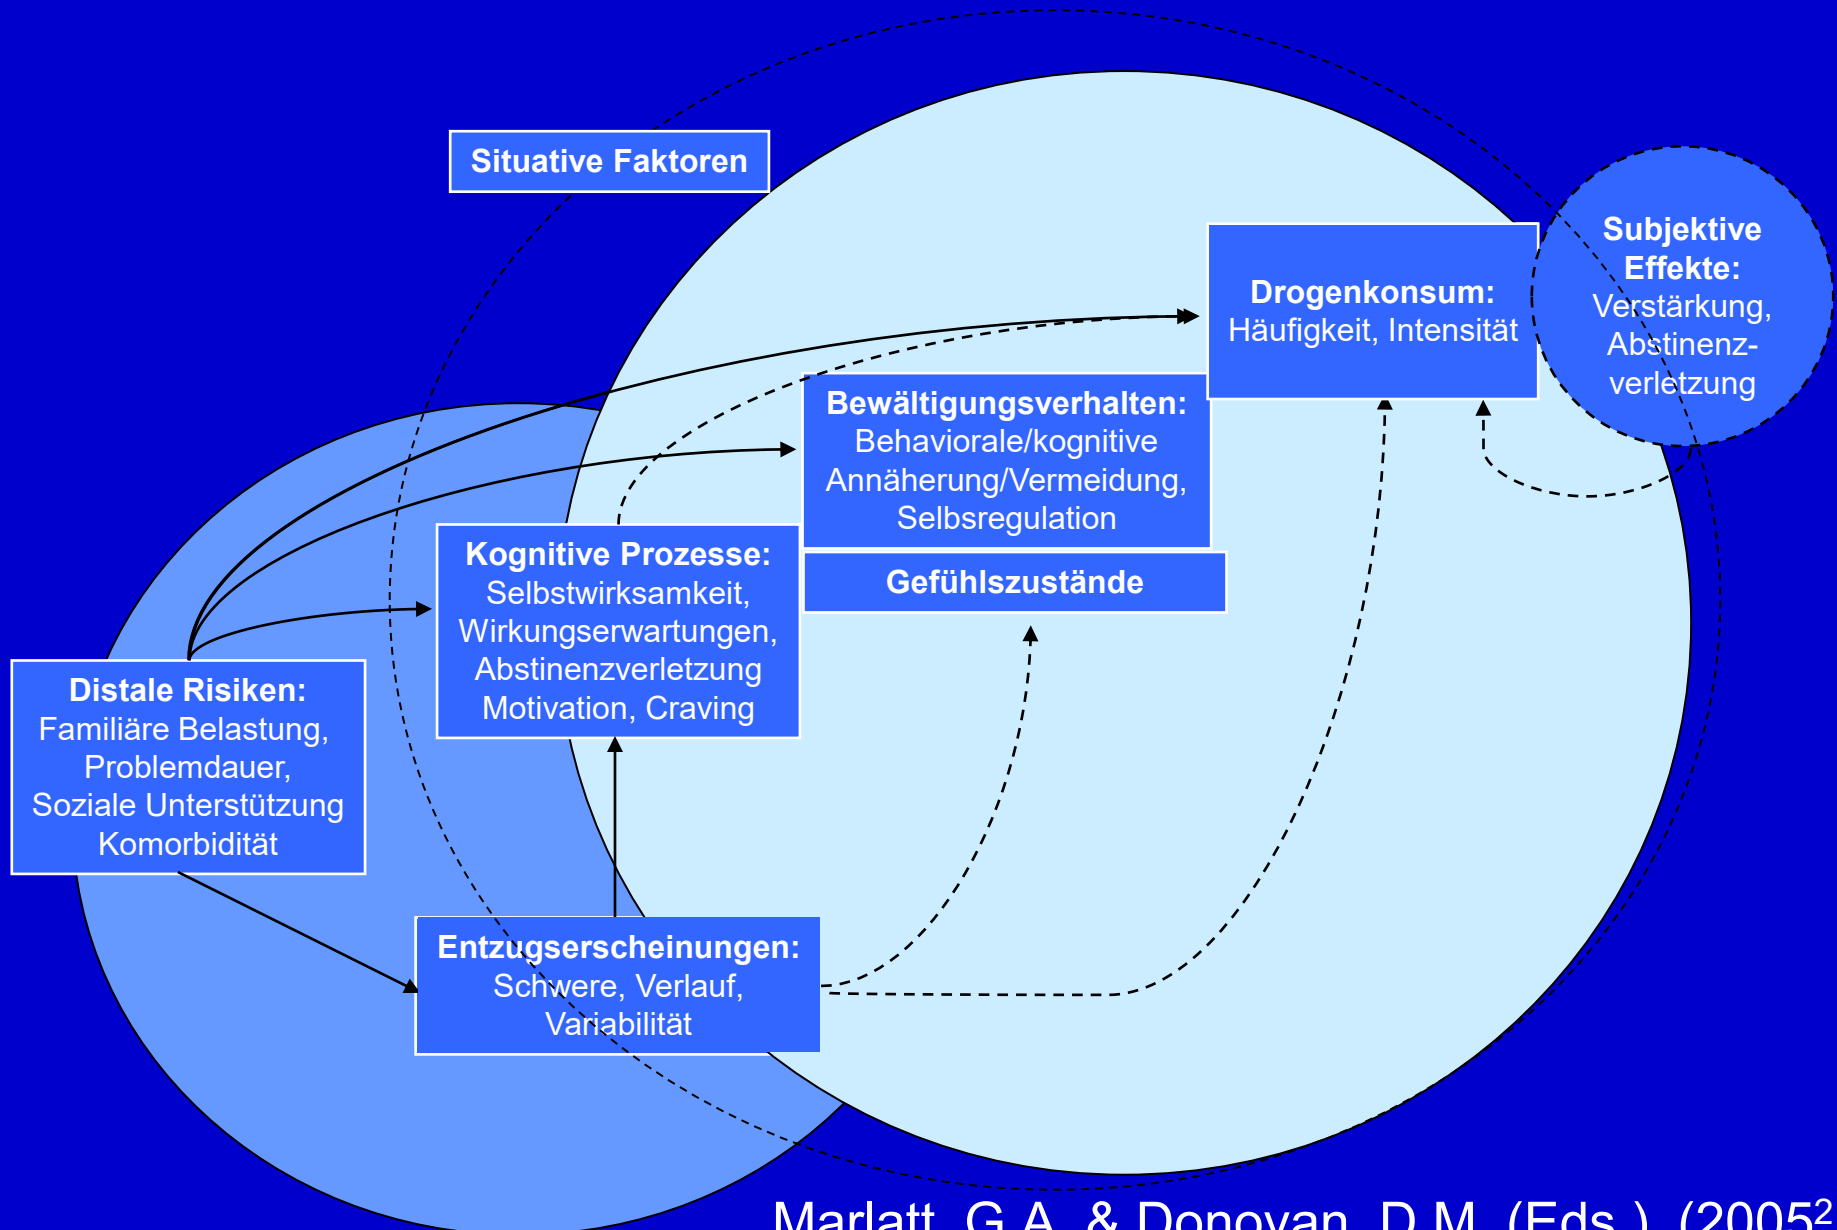 Situative Faktoren
Subjektive
Effekte:
Verstärkung,
Abstinenz-
verletzung
Drogenkonsum:
Häufigkeit, Intensität
Bewältigungsverhalten:
Behaviorale/kognitive
Annäherung/Vermeidung,
Selbsregulation
Gefühlszustände
Kognitive Prozesse:
Selbstwirksamkeit,
Wirkungserwartungen,
Abstinenzverletzung
Motivation, Craving
Distale Risiken:
Familiäre Belastung,
Problemdauer,
Soziale Unterstützung
Komorbidität
Entzugserscheinungen:
Schwere, Verlauf,
Variabilität
Marlatt, G.A. & Donovan, D.M. (Eds.). (2005²